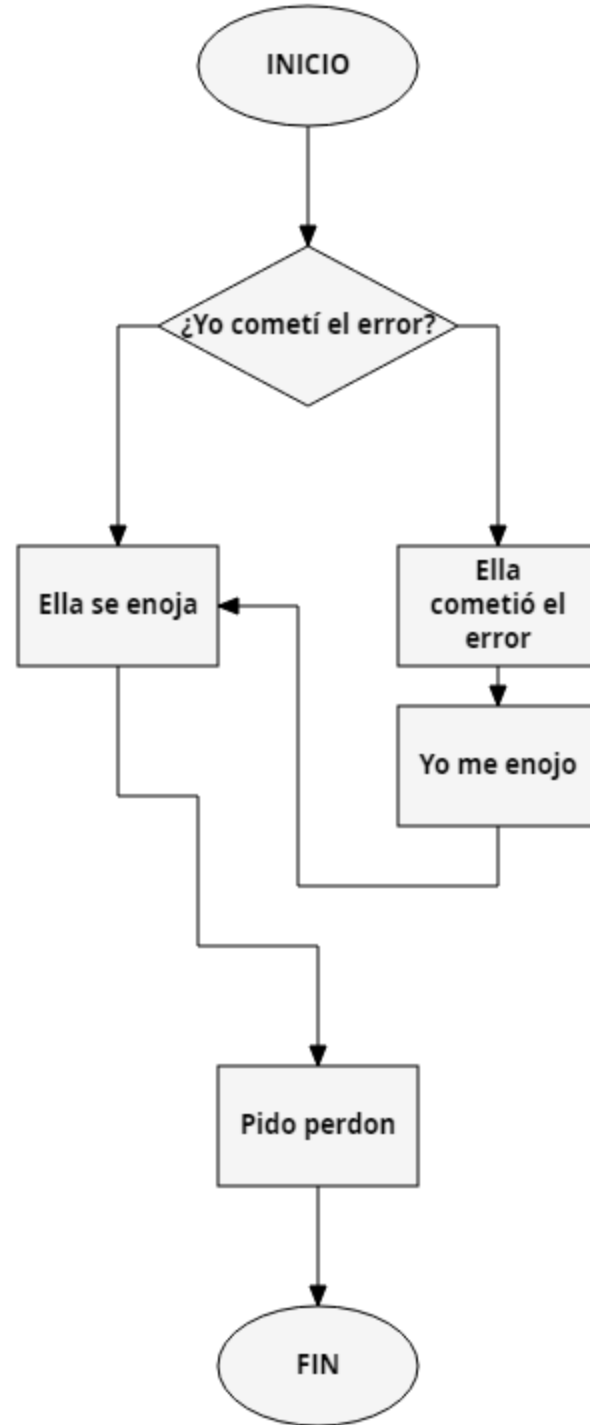 INICIO
¿Yo cometí el error?
Ella se enoja
Ella
cometió el
error
Yo me enojo
Pido perdon
FIN